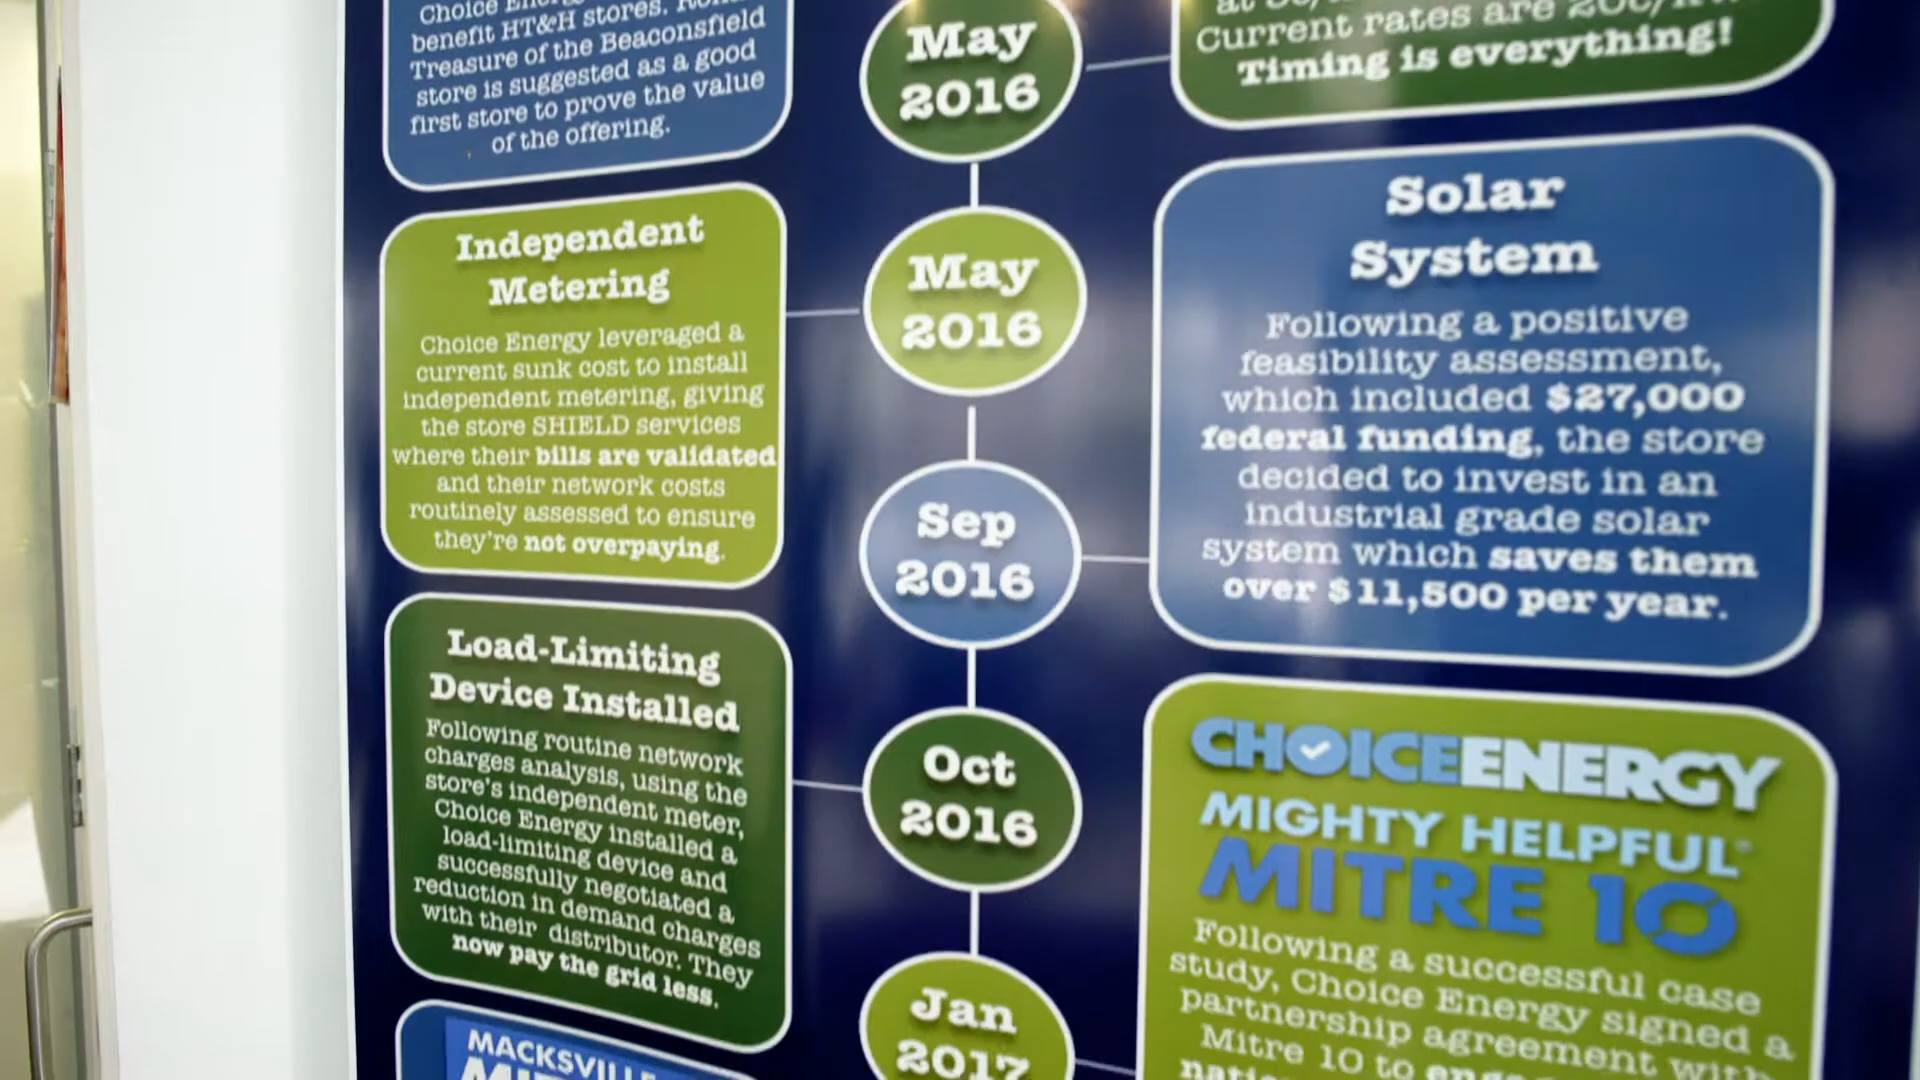 Choice
benefit HT&H stores.
Treasure of the Beaconsfield
store is suggested as a good
first store to prove the value
of the offering.
May
2016
Current rates are
Timing is everything!
Independent
Metering
Choice Energy leveraged a
current sunk cost to install
independent metering, giving
the store SHIELD services
where their bills are validated
and their network costs
routinely assessed to ensure
they're not overpaying.
May
2016
Solar
System
Following a positive
feasibility assessment,
which included $27,000
federal funding, the store
decided to invest in an
industrial grade solar
system which saves them
over $11,500 per year.
Sep
2016
Load-Limiting
Device Installed
Following routine network
charges analysis, using the
store's independent meter,
Choice Energy installed a
load-limiting device and
successfully negotiated a
reduction in demand charges
with their distributor. They
now pay the grid less.
Oct
2016
CHOICEENERGY
MIGHTY HELPFUL
MITRE 10
Following a successful case
study, Choice Energy signed a
partnership agreement with
Mitre 10 to
Jan
2017
MACKSVILLE